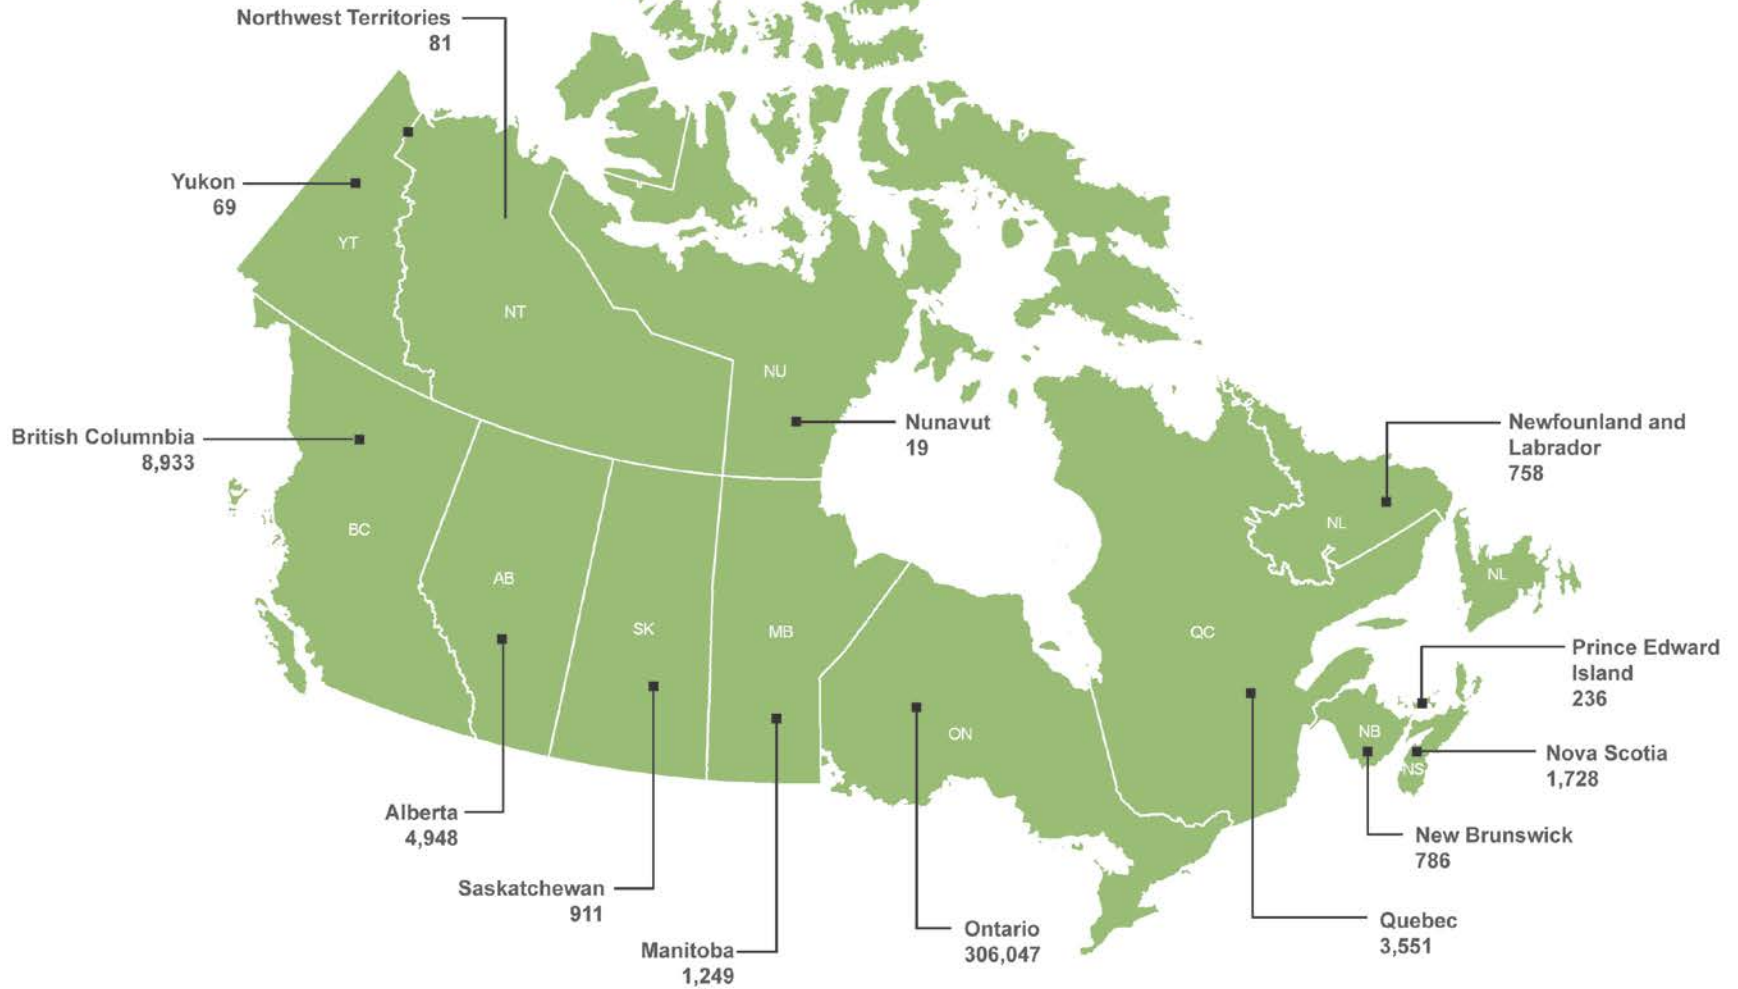 Northwest Territories
81
Yukon
69
YT
NT
NU
British Columnbia
8,933
Nunavut
19
Newfounland and
Labrador
758
BC
NL
AB
NL
SK
MB
QC
Prince Edward
Island
236
ON
NB
NS
Nova Scotia
1,728
Alberta
4,948
New Brunswick
786
Saskatchewan
911
Quebec
3,551
Ontario
306,047
Manitoba
1,249